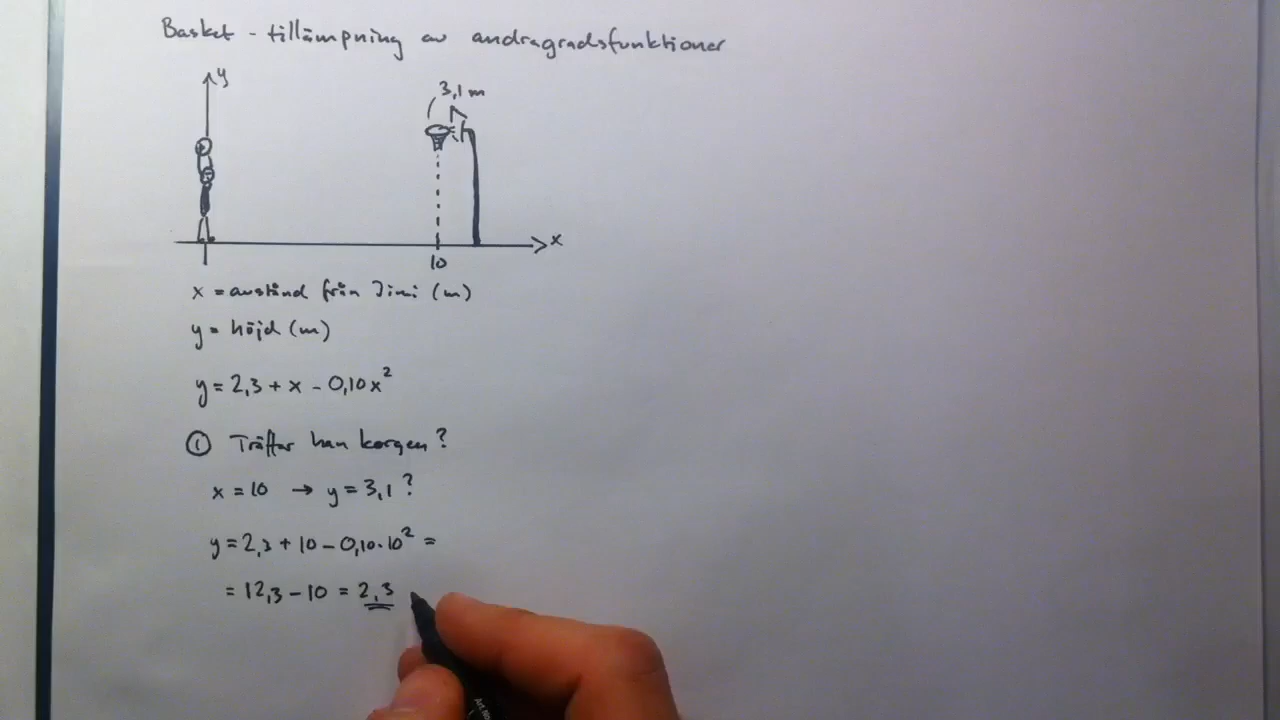 Basket - tillämpning av andragradsfunktioner
y
3,1 m
x
10
x = avstånd från Jimi (m)
y = höjd (m)
y = 2,3 + x - 0,10x²
① Träffar han korgen?
x = 10 → y = 3,1?
y = 2,3 + 10 - 0,10·10² =
= 12,3 - 10 = 2,3